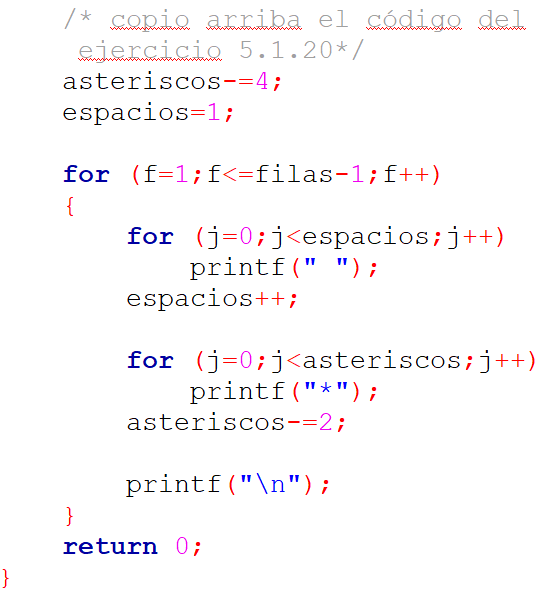 /* copio arriba el código del
ejercicio 5.1.20*/
asteriscos-=4;
espacios=1;
for (f=1;f<=filas-1;f++)
{
for (j=0;j<espacios;j++)
printf(" ");
espacios++;
for (j=0;j<asteriscos;j++)
printf("*");
asteriscos-=2;
printf("\n");
}
return 0;
}